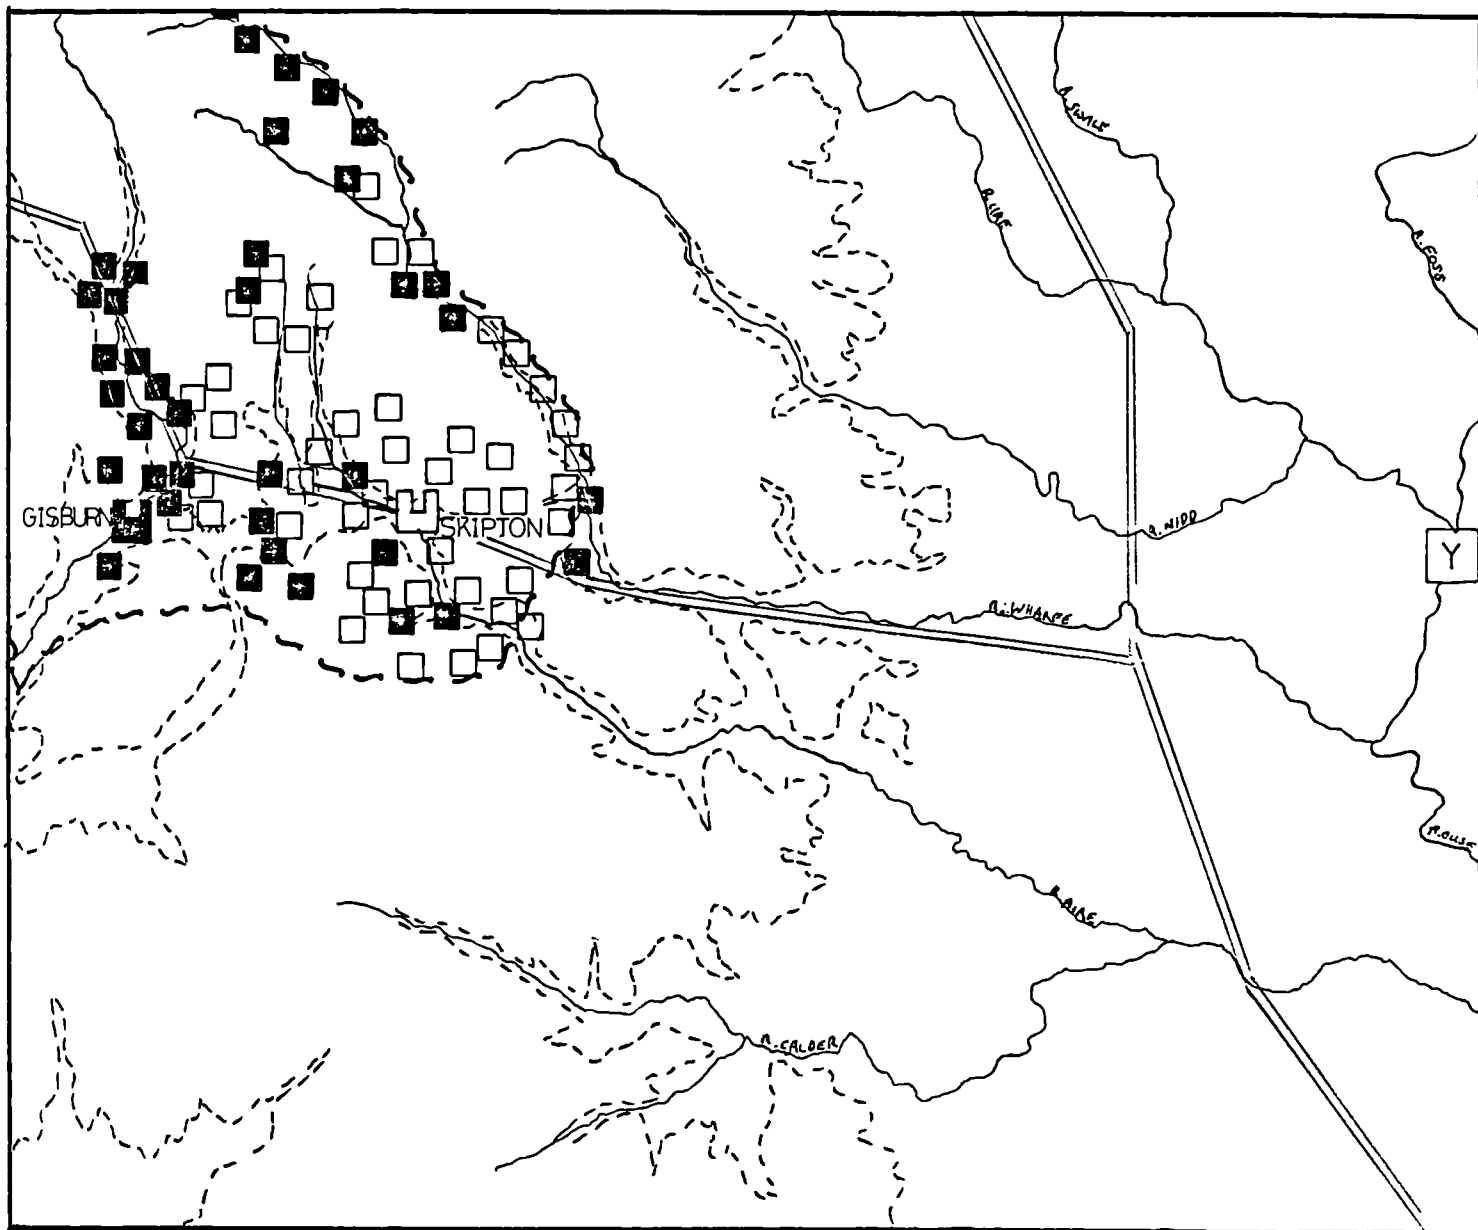 R. SWALE
R. URE
R. FOSS
GISBURN
SKIPTON
R. NIDD
Y
R. WHARFE
R. OUSE
R. AIRE
R. CALDER